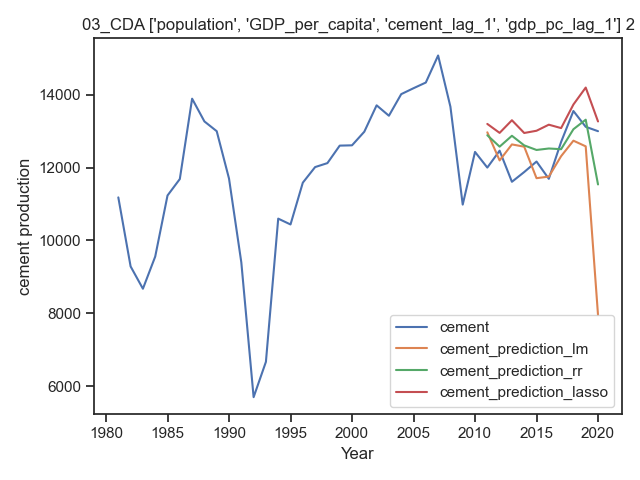 03_CDA ['population', 'GDP_per_capita', 'cement_lag_1', 'gdp_pc_lag_1'] 2
14000
12000
10000
8000
6000
cement production
cement
cement_prediction_lm
cement_prediction_rr
cement_prediction_lasso
1980 1985 1990 1995 2000 2005 2010 2015 2020
Year